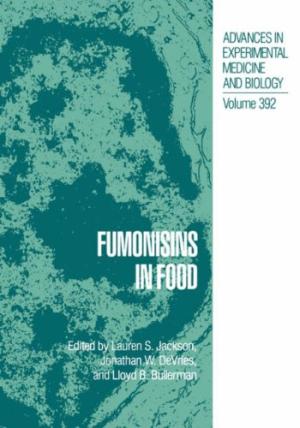 ADVANCES IN
EXPERIMENTAL
MEDICINE
AND BIOLOGY
Volume 392
FUMONISINS
IN FOOD
Edited by Lauren S. Jackson,
Jonathan W. DeVries,
and Lloyd B. Bullerman